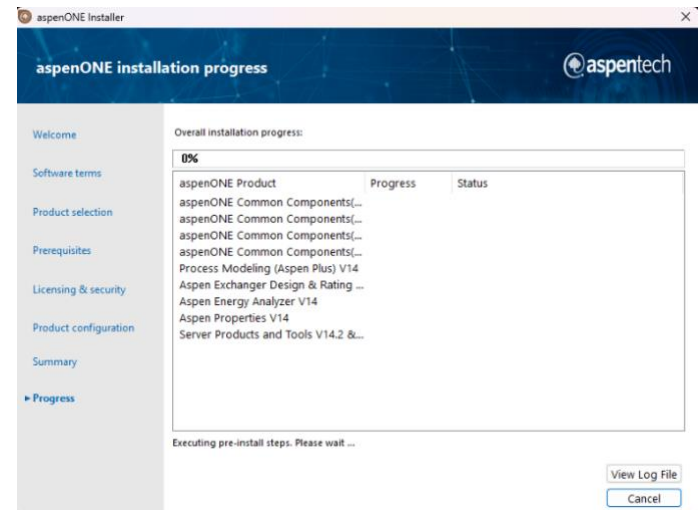 aspenONE Installer
aspenONE installation progress
aspentech
Welcome
Software terms
Product selection
Prerequisites
Licensing & security
Product configuration
Summary
Progress
Overall installation progress:
0%
aspenONE Product Progress Status
aspenONE Common Components(...
aspenONE Common Components(...
aspenONE Common Components(...
aspenONE Common Components(...
Process Modeling (Aspen Plus) V14
Aspen Exchanger Design & Rating ...
Aspen Energy Analyzer V14
Aspen Properties V14
Server Products and Tools V14.2 &...
Executing pre-install steps. Please wait ...
View Log File
Cancel